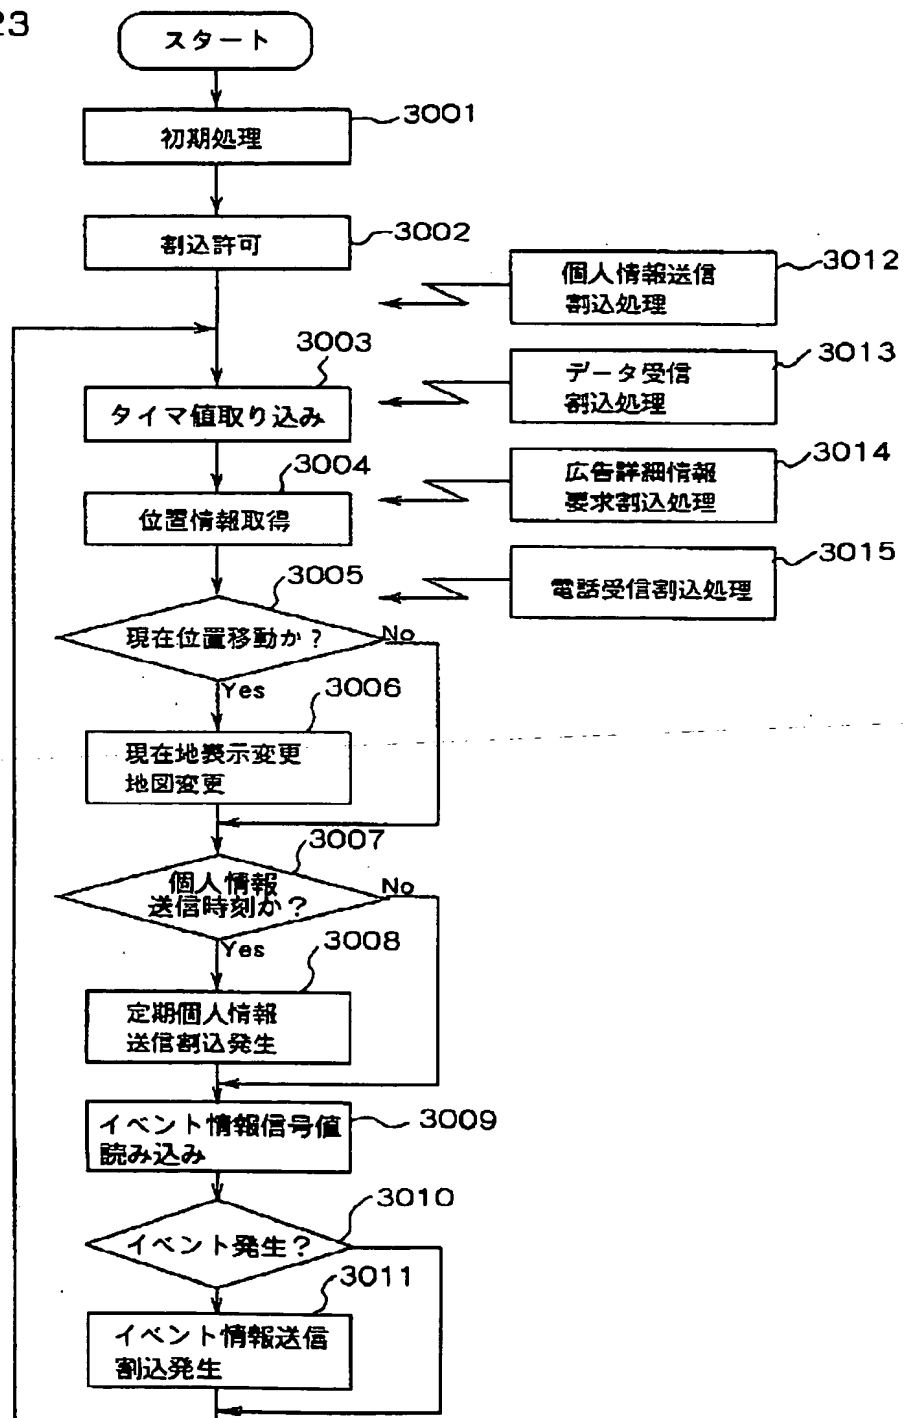 23
スタート
初期処理
3001
割込許可
3002
個人情報送信
割込処理
3012
3003
タイマ値取り込み
データ受信
割込処理
3013
3004
位置情報取得
広告詳細情報
要求割込処理
3014
3005
現在位置移動か?
No
電話受信割込処理
3015
Yes
3006
現在地表示変更
地図変更
3007
個人情報
送信時刻か?
No
Yes
3008
定期個人情報
送信割込発生
イベント情報信号値
読み込み
3009
3010
イベント発生?
3011
イベント情報送信
割込発生